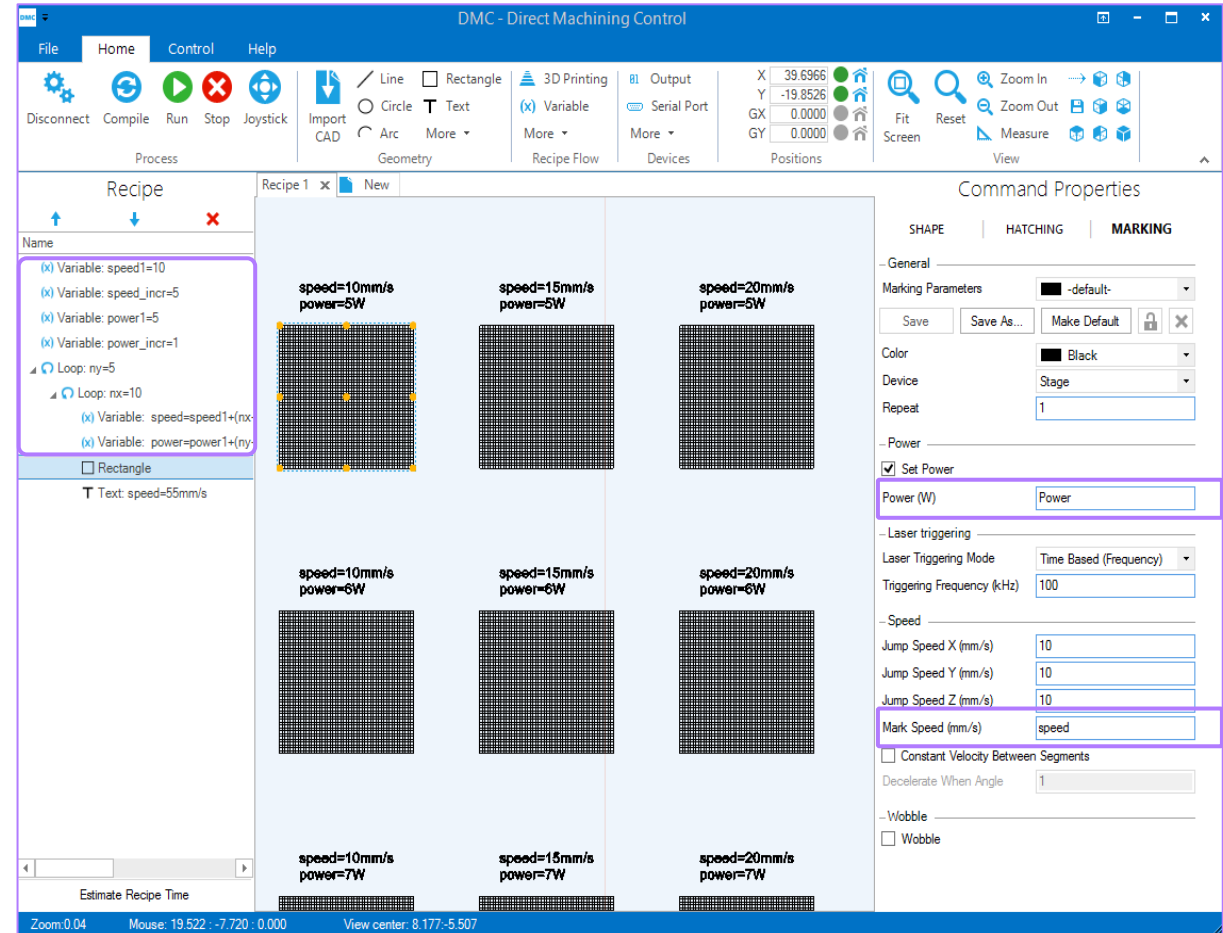 DMC
DMC - Direct Machining Control
File Home Control Help
Disconnect Compile Run Stop Joystick
Process
Import CAD
Line Rectangle
Circle T Text
Arc More
Geometry
3D Printing
(x) Variable
More
Recipe Flow
01 Output
Serial Port
More
Devices
X 39.6966
Y -19.8526
GX 0.0000
GY 0.0000
Positions
Fit Screen
Reset
Zoom In
Zoom Out
Measure
View
Recipe
Name
(x) Variable: speed1=10
(x) Variable: speed_incr=5
(x) Variable: power1=5
(x) Variable: power_incr=1
Loop: ny=5
Loop: nx=10
(x) Variable: speed=speed1+(nx-
(x) Variable: power=power1+(ny-
Rectangle
T Text: speed=55mm/s
Estimate Recipe Time
Recipe 1 x New
speed=10mm/s speed=15mm/s speed=20mm/s
power=5W power=5W power=5W
speed=10mm/s speed=15mm/s speed=20mm/s
power=6W power=6W power=6W
speed=10mm/s speed=15mm/s speed=20mm/s
power=7W power=7W power=7W
Command Properties
SHAPE HATCHING MARKING
General
Marking Parameters -default-
Save Save As... Make Default
Color Black
Device Stage
Repeat 1
Power
Set Power
Power (W) Power
Laser triggering
Laser Triggering Mode Time Based (Frequency)
Triggering Frequency (kHz) 100
Speed
Jump Speed X (mm/s) 10
Jump Speed Y (mm/s) 10
Jump Speed Z (mm/s) 10
Mark Speed (mm/s) speed
Constant Velocity Between Segments
Decelerate When Angle 1
Wobble
Wobble
Zoom:0.04 Mouse: 19.522 : -7.720 : 0.000 View center: 8.177:-5.507